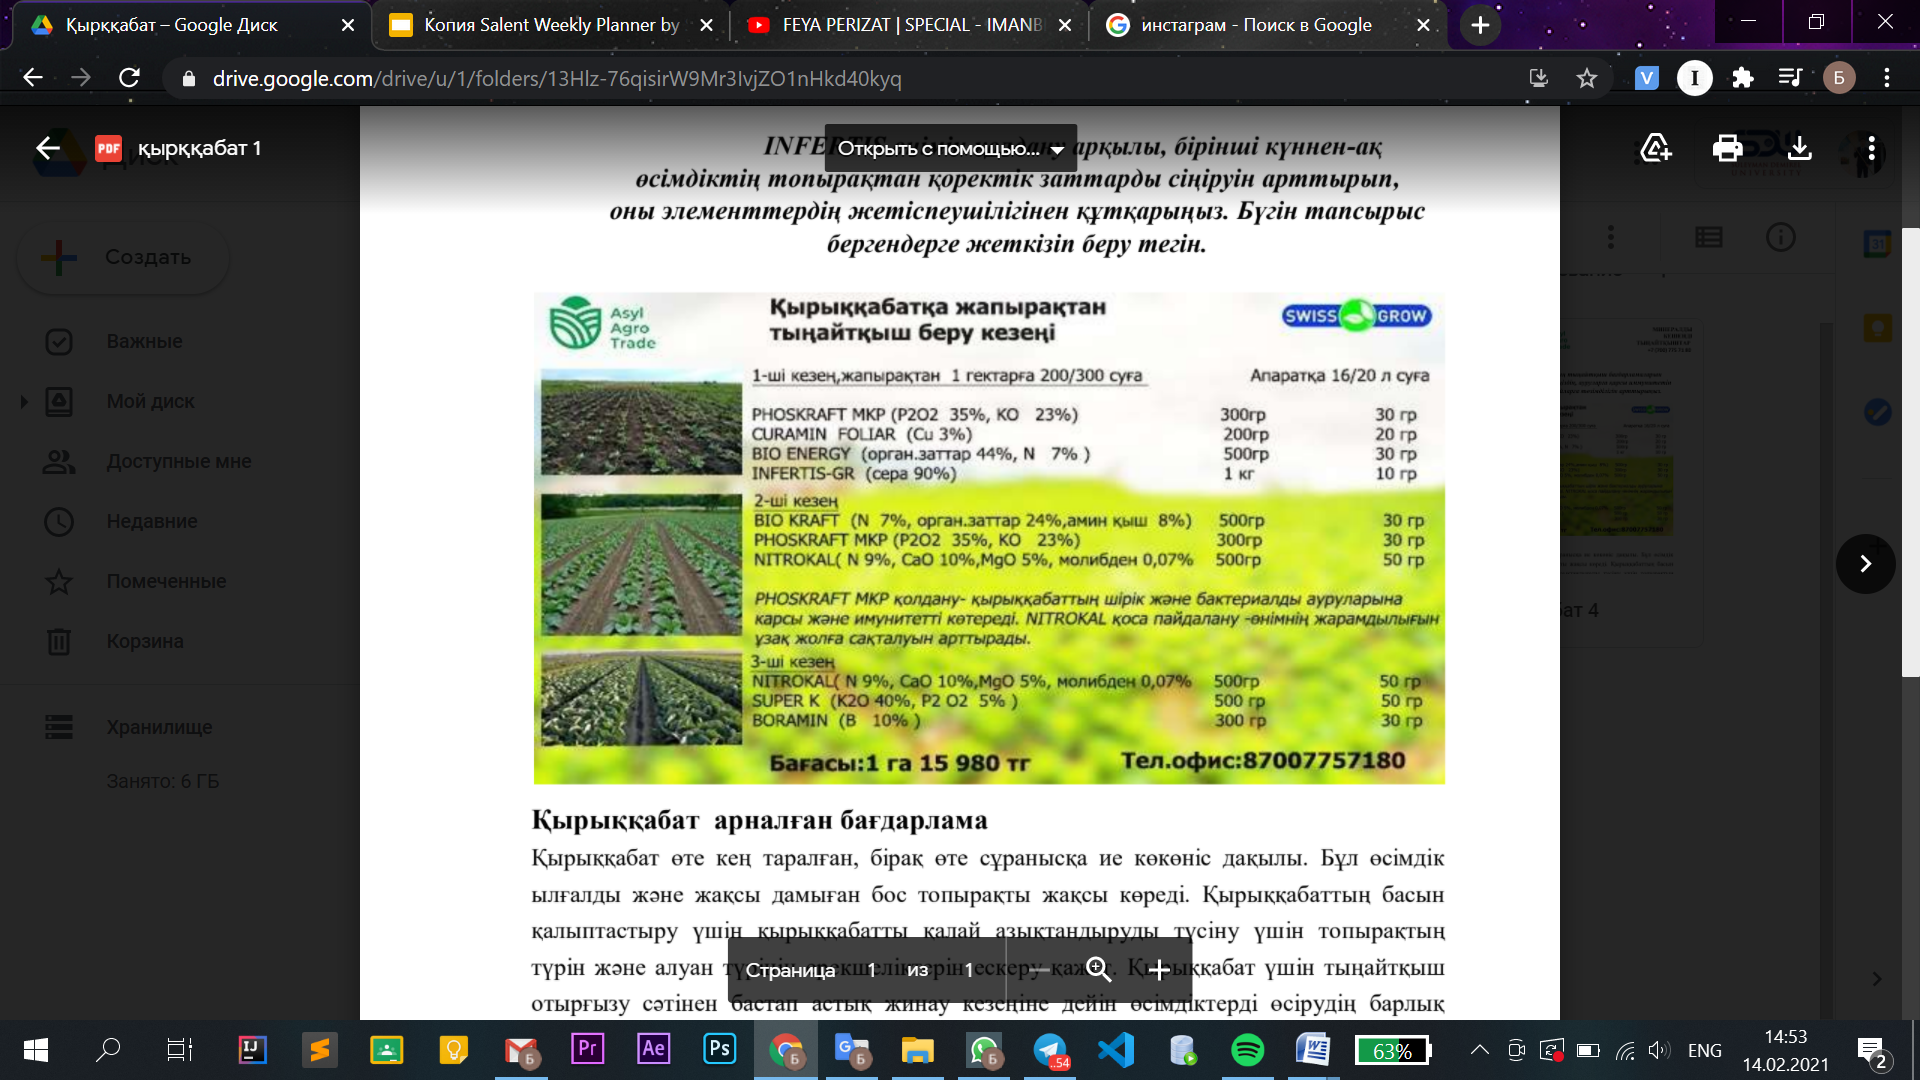 Қырққабат – Google Диск
Копия Salent Weekly Planner by
FEYA PERIZAT | SPECIAL - IMANB
инстаграм - Поиск в Google
drive.google.com/drive/u/1/folders/13Hlz-76qisirW9Mr3IvjZO1nHkd40kyq
Б
PDF
қырққабат 1
Открыть с помощью...
арқылы, бірінші күннен-ақ
өсімдіктің топырақтан қоректік заттарды сіңіруін арттырып,
оны элементтердің жетіспеушілігінен құтқарыңыз. Бүгін тапсырыс
бергендерге жеткізіп беру тегін.
Создать
Важные
Мой диск
Доступные мне
Недавние
Помеченные
Корзина
Хранилище
Занято: 6 ГБ
Asyl
Agro
Trade
Қырыққабатқа жапырақтан
тыңайтқыш беру кезеңі
SWISS GROW
1-ші кезең,жапырақтан 1 гектарға 200/300 суға Апаратқа 16/20 л суға
PHOSKRAFT MKP (P2O2 35%, KO 23%) 300гр 30 гр
CURAMIN FOLIAR (Cu 3%) 200гр 20 гр
BIO ENERGY (орган.заттар 44%, N 7% ) 500гр 30 гр
INFERTIS-GR (сера 90%) 1 кг 10 гр
2-ші кезең
BIO KRAFT (N 7%, орган.заттар 24%,амин қыш 8%) 500гр 30 гр
PHOSKRAFT MKP (P2O2 35%, KO 23%) 300гр 30 гр
NITROKAL( N 9%, CaO 10%,MgO 5%, молибден 0,07% 500гр 50 гр
PHOSKRAFT MKP қолдану- қырыққабаттың шірік және бактериалды ауруларына
карсы және имунитетті көтереді. NITROKAL қоса пайдалану -өнімнің жарамдылығын
ұзақ жолға сақталуын арттырады.
3-ші кезең
NITROKAL( N 9%, CaO 10%,MgO 5%, молибден 0,07% 500гр 50 гр
SUPER K (K2O 40%, P2 O2 5% ) 500 гр 50 гр
BORAMIN (B 10% ) 300 гр 30 гр
Бағасы:1 га 15 980 тг
Тел.офис:87007757180
Қырыққабат арналған бағдарлама
Қырыққабат өте кең таралған, бірақ өте сұранысқа ие көкөніс дақылы. Бұл өсімдік
ылғалды және жақсы дамыған бос топырақты жақсы көреді. Қырыққабаттың басын
қалыптастыру үшін қырыққабатты қалай азықтандыруды түсіну үшін топырақтың
түрін және алуан ескеру Қырыққабат үшін тыңайтқыш
отырғызу сәтінен бастап астық жинау кезеңіне дейін өсімдіктерді өсірудің барлық
Страница 1 из 1
63%
54
ENG
14:53
14.02.2021
2